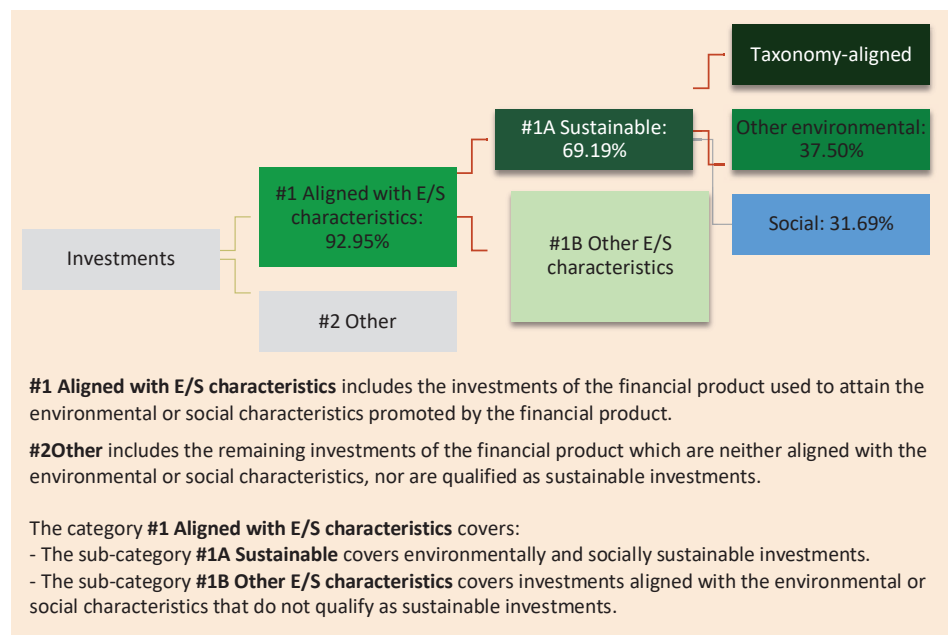 Taxonomy-aligned
#1A Sustainable:
69.19%
Other environmental:
37.50%
#1 Aligned with E/S
characteristics:
92.95%
#1B Other E/S
characteristics
Social: 31.69%
Investments
#2 Other
#1 Aligned with E/S characteristics includes the investments of the financial product used to attain the
environmental or social characteristics promoted by the financial product.
#2Other includes the remaining investments of the financial product which are neither aligned with the
environmental or social characteristics, nor are qualified as sustainable investments.
The category #1 Aligned with E/S characteristics covers:
- The sub-category #1A Sustainable covers environmentally and socially sustainable investments.
- The sub-category #1B Other E/S characteristics covers investments aligned with the environmental or
social characteristics that do not qualify as sustainable investments.